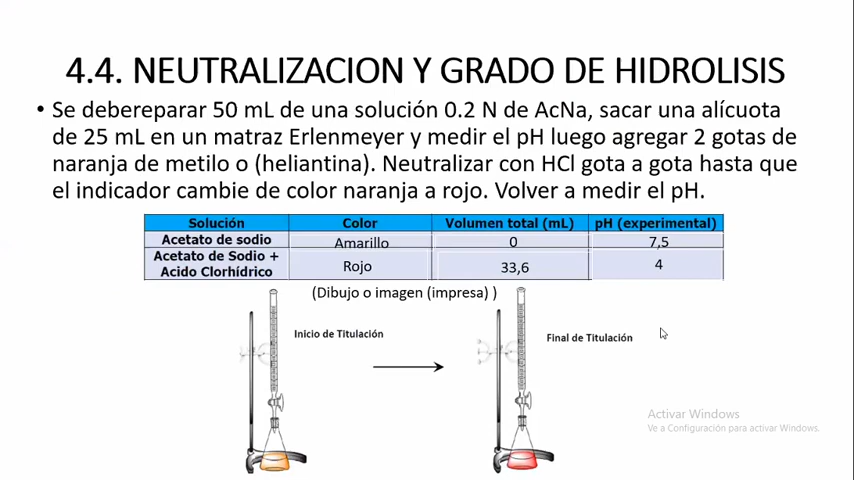 4.4. NEUTRALIZACION Y GRADO DE HIDROLISIS
• Se debereparar 50 mL de una solución 0.2 N de AcNa, sacar una alícuota
de 25 mL en un matraz Erlenmeyer y medir el pH luego agregar 2 gotas de
naranja de metilo o (heliantina). Neutralizar con HCl gota a gota hasta que
el indicador cambie de color naranja a rojo. Volver a medir el pH.
Solución Color Volumen total (mL) pH (experimental)
Acetato de sodio Amarillo 0 7,5
Acetato de Sodio +
Acido Clorhídrico Rojo 33,6 4
(Dibujo o imagen (impresa) )
Inicio de Titulación
Final de Titulación
Activar Windows
Ve a Configuración para activar Windows.